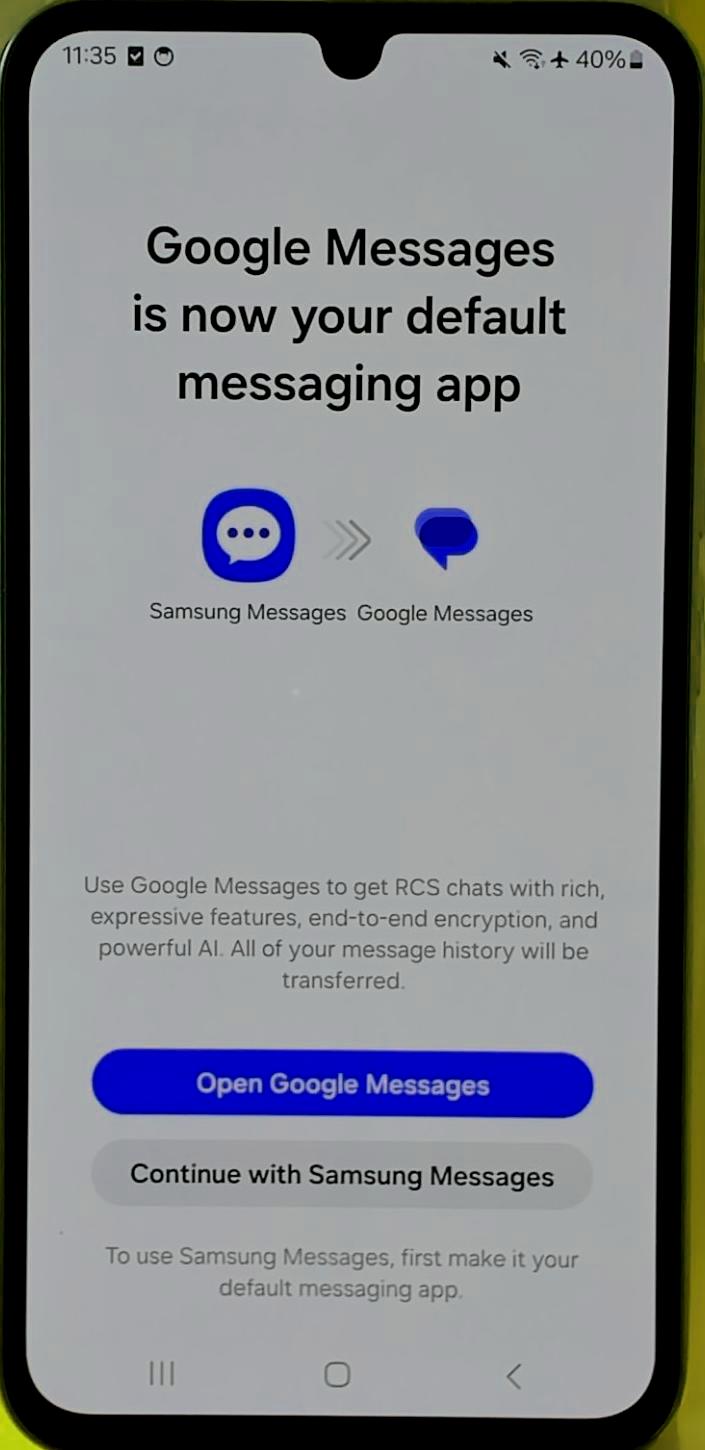 11:35
40%
Google Messages
is now your default
messaging app
Samsung Messages Google Messages
Use Google Messages to get RCS chats with rich,
expressive features, end-to-end encryption, and
powerful AI. All of your message history will be
transferred.
Open Google Messages
Continue with Samsung Messages
To use Samsung Messages, first make it your
default messaging app.